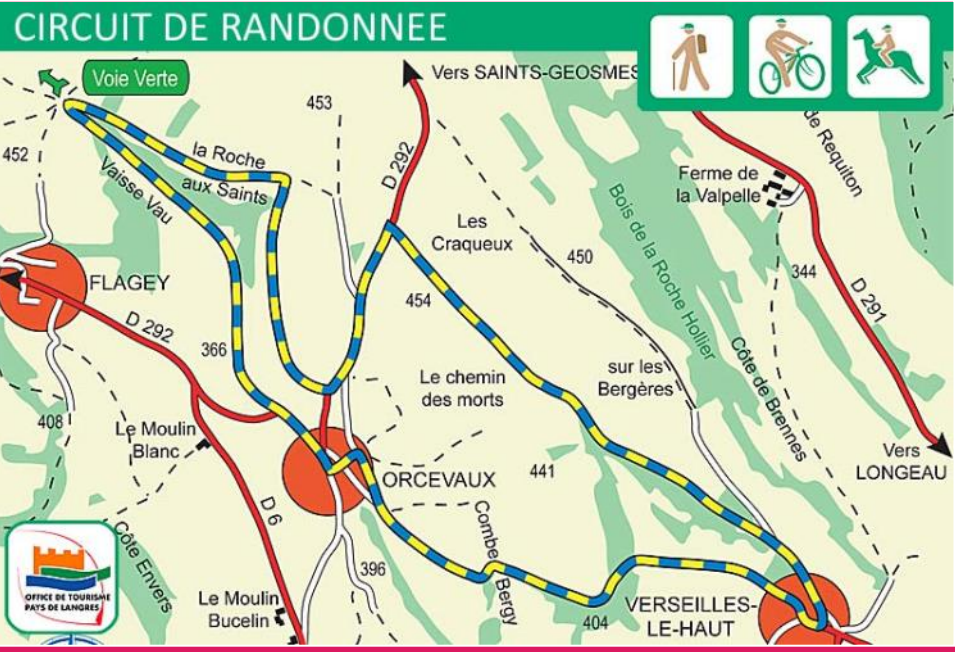 CIRCUIT DE RANDONNEE
Voie Verte
Vers SAINTS-GEOSMES
453
452
la Roche
aux Saints
Vaisse Vau
D 292
de Requiton
Ferme de
la Valpelle
Les
Craqueux
450
Bois de la Roche Hollier
344
D 291
FLAGEY
D 292
454
366
Côte de Brennes
sur les
Bergères
Le chemin
des morts
408
Le Moulin
Blanc
ORCEVAUX
441
Vers
LONGEAU
D 6
Combe Bergy
Côte Envers
396
OFFICE DE TOURISME
PAYS DE LANGRES
Le Moulin
Bucelin
404
VERSEILLES-
LE-HAUT